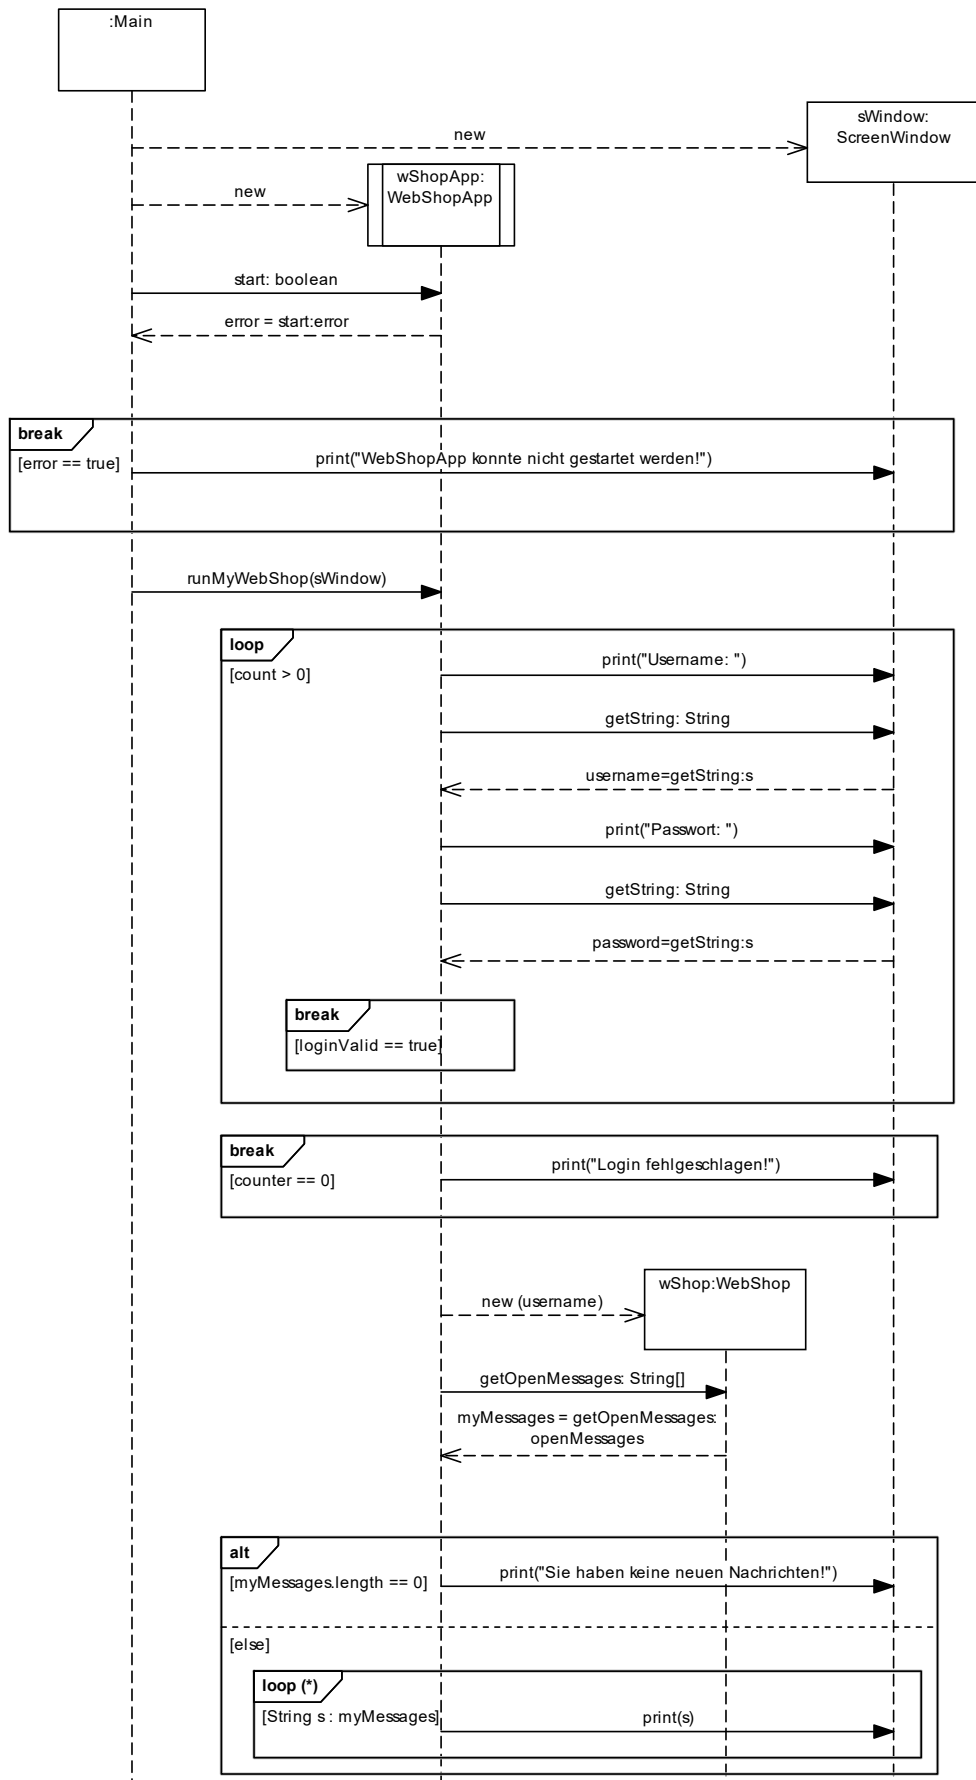 :Main
sWindow:
ScreenWindow
new
wShopApp:
WebShopApp
new
start: boolean
error = start:error
break
[error == true]
print("WebShopApp konnte nicht gestartet werden!")
runMyWebShop(sWindow)
loop
[count > 0]
print("Username: ")
getString: String
username=getString:s
print("Passwort: ")
getString: String
password=getString:s
break
[loginValid == true]
break
[counter == 0]
print("Login fehlgeschlagen!")
wShop:WebShop
new (username)
getOpenMessages: String[]
myMessages = getOpenMessages:
openMessages
alt
[myMessages.length == 0]
print("Sie haben keine neuen Nachrichten!")
[else]
loop (*)
[String s : myMessages]
print(s)